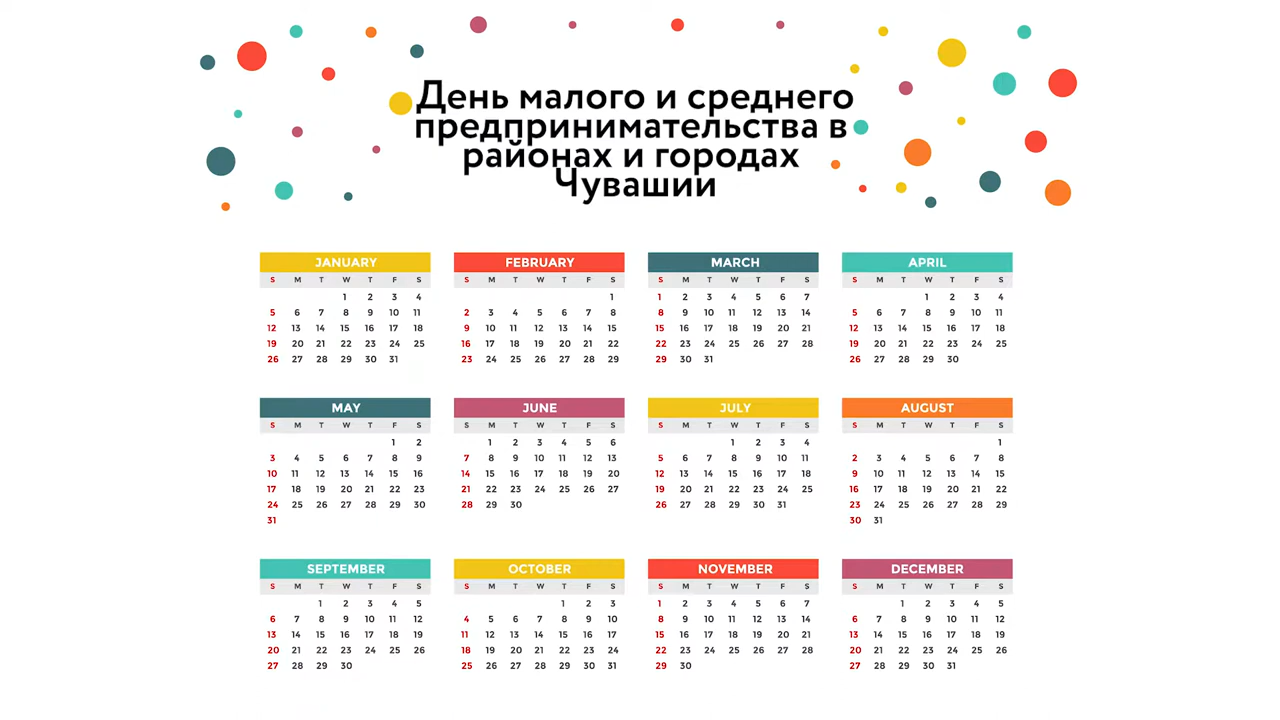 День малого и среднего
предпринимательства в
районах и городах
Чувашии
JANUARY FEBRUARY MARCH APRIL
S M T W T F S S M T W T F S S M T W T F S S M T W T F S
1 2 3 4 1 1 2 3 4 5 6 7 1 2 3 4
5 6 7 8 9 10 11 2 3 4 5 6 7 8 8 9 10 11 12 13 14 5 6 7 8 9 10 11
12 13 14 15 16 17 18 9 10 11 12 13 14 15 15 16 17 18 19 20 21 12 13 14 15 16 17 18
19 20 21 22 23 24 25 16 17 18 19 20 21 22 22 23 24 25 26 27 28 19 20 21 22 23 24 25
26 27 28 29 30 31 23 24 25 26 27 28 29 29 30 31 26 27 28 29 30
MAY JUNE JULY AUGUST
S M T W T F S S M T W T F S S M T W T F S S M T W T F S
1 2 1 2 3 4 5 6 1 2 3 4 1
3 4 5 6 7 8 9 7 8 9 10 11 12 13 5 6 7 8 9 10 11 2 3 4 5 6 7 8
10 11 12 13 14 15 16 14 15 16 17 18 19 20 12 13 14 15 16 17 18 9 10 11 12 13 14 15
17 18 19 20 21 22 23 21 22 23 24 25 26 27 19 20 21 22 23 24 25 16 17 18 19 20 21 22
24 25 26 27 28 29 30 28 29 30 26 27 28 29 30 31 23 24 25 26 27 28 29
31 30 31
SEPTEMBER OCTOBER NOVEMBER DECEMBER
S M T W T F S S M T W T F S S M T W T F S S M T W T F S
1 2 3 4 5 1 2 3 1 2 3 4 5 6 7 1 2 3 4 5
6 7 8 9 10 11 12 4 5 6 7 8 9 10 8 9 10 11 12 13 14 6 7 8 9 10 11 12
13 14 15 16 17 18 19 11 12 13 14 15 16 17 15 16 17 18 19 20 21 13 14 15 16 17 18 19
20 21 22 23 24 25 26 18 19 20 21 22 23 24 22 23 24 25 26 27 28 20 21 22 23 24 25 26
27 28 29 30 25 26 27 28 29 30 31 29 30 27 28 29 30 31